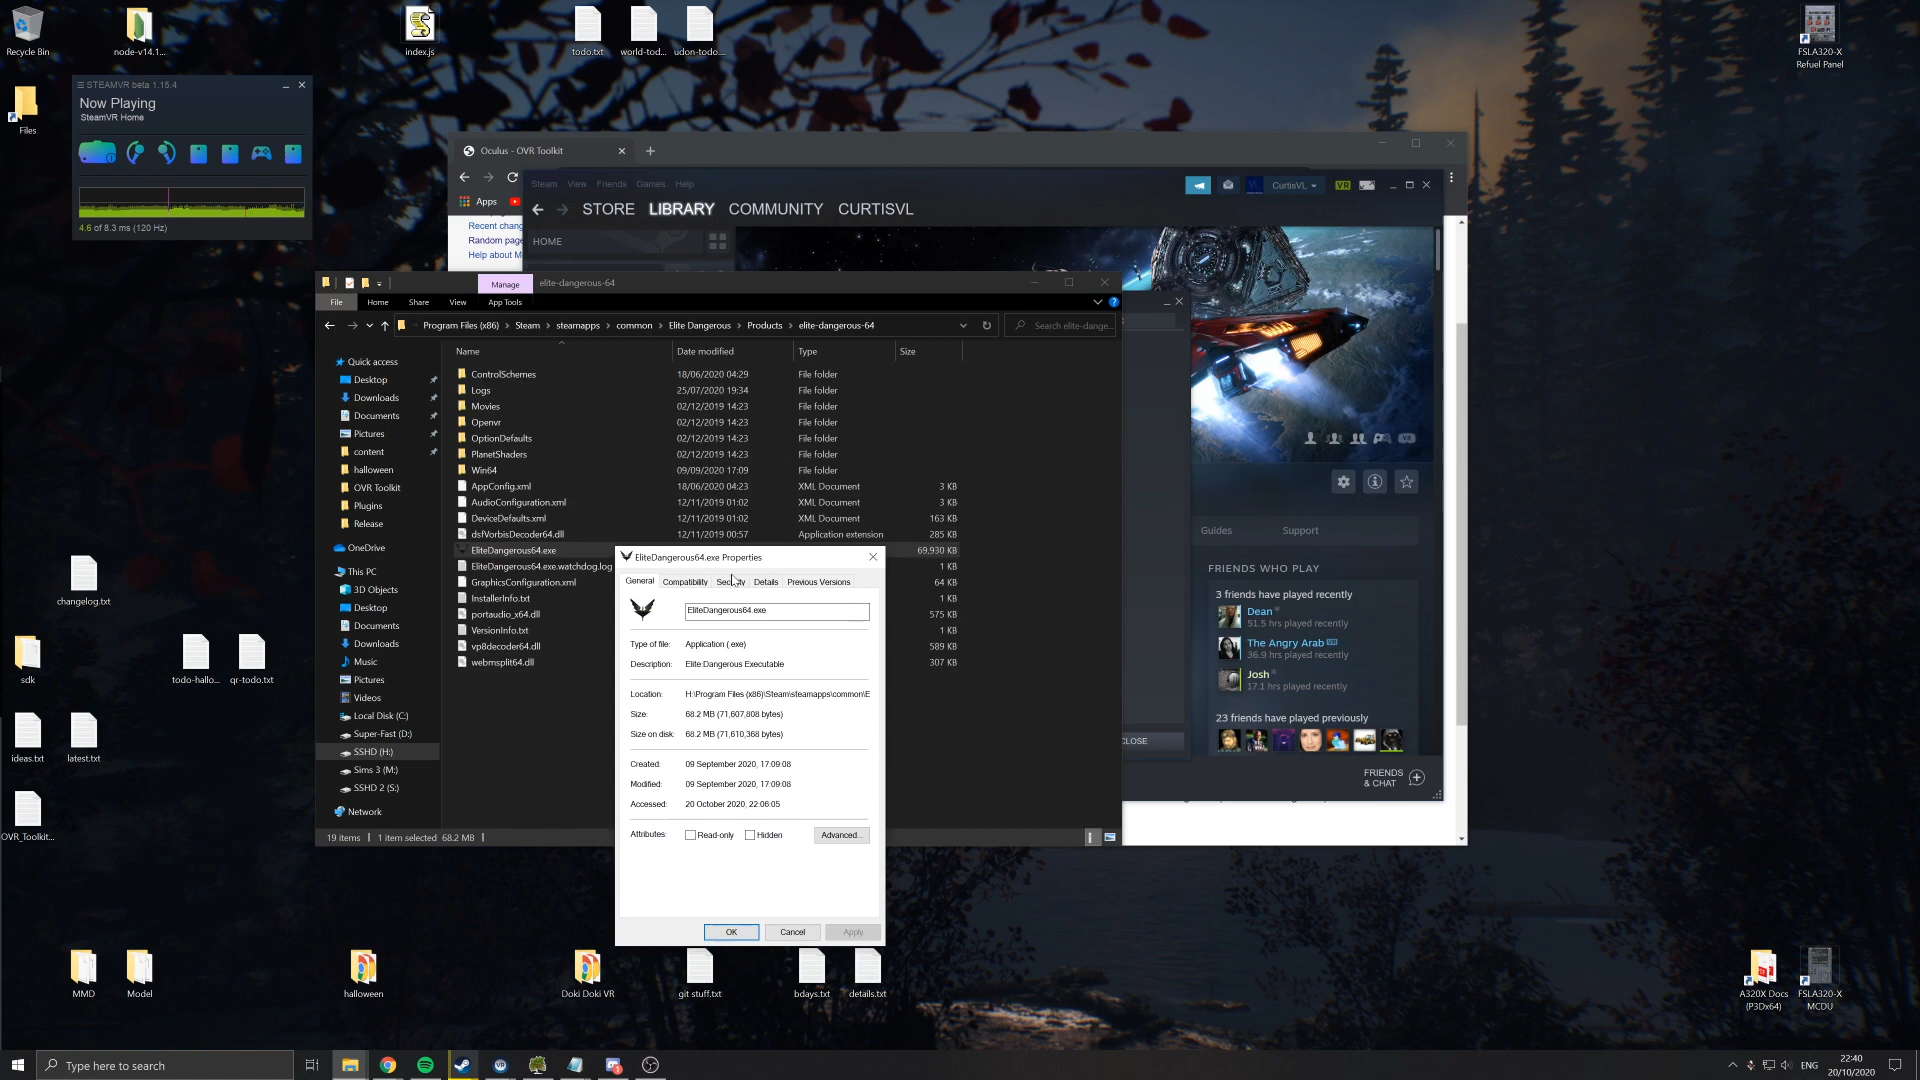 Recycle Bin
node-v14.1...
index.js
todo.txt
world-tod...
udon-todo....
FSLA320-X
Refuel Panel
Files
STEAMVR beta 1.15.4
Now Playing
SteamVR Home
4.6 of 8.3 ms (120 Hz)
Oculus - OVR Toolkit
Apps
Recent chang
Random page
Help about M
Steam View Friends Games Help
CurtisVL
VR
STORE LIBRARY COMMUNITY CURTISVL
HOME
Manage
elite-dangerous-64
File Home Share View App Tools
Program Files (x86) > Steam > steamapps > common > Elite Dangerous > Products > elite-dangerous-64
Search elite-dange...
Name Date modified Type Size
Quick access
Desktop
Downloads
Documents
Pictures
content
halloween
OVR Toolkit
Plugins
Release
OneDrive
This PC
3D Objects
Desktop
Documents
Downloads
Music
Pictures
Videos
Local Disk (C:)
Super-Fast (D:)
SSHD (H:)
Sims 3 (M:)
SSHD 2 (S:)
Network
ControlSchemes 18/06/2020 04:29 File folder
Logs 25/07/2020 19:34 File folder
Movies 02/12/2019 14:23 File folder
Openvr 02/12/2019 14:23 File folder
OptionDefaults 02/12/2019 14:23 File folder
PlanetShaders 02/12/2019 14:23 File folder
Win64 09/09/2020 17:09 File folder
AppConfig.xml 18/06/2020 04:23 XML Document 3 KB
AudioConfiguration.xml 12/11/2019 01:02 XML Document 3 KB
DeviceDefaults.xml 12/11/2019 01:02 XML Document 163 KB
dsfVorbisDecoder64.dll 12/11/2019 00:57 Application extension 285 KB
EliteDangerous64.exe 69,930 KB
EliteDangerous64.exe.watchdog.log 1 KB
GraphicsConfiguration.xml 64 KB
InstallerInfo.txt 1 KB
portaudio_x64.dll 575 KB
VersionInfo.txt 1 KB
vp8decoder64.dll 589 KB
webmsplit64.dll 307 KB
19 items 1 item selected 68.2 MB
EliteDangerous64.exe Properties
General Compatibility Security Details Previous Versions
EliteDangerous64.exe
Type of file: Application (.exe)
Description: Elite:Dangerous Executable
Location: H:\Program Files (x86)\Steam\steamapps\common\E
Size: 68.2 MB (71,607,808 bytes)
Size on disk: 68.2 MB (71,610,368 bytes)
Created: 09 September 2020, 17:09:08
Modified: 09 September 2020, 17:09:08
Accessed: 20 October 2020, 22:06:05
Attributes: Read-only Hidden Advanced...
OK Cancel Apply
CLOSE
Guides Support
FRIENDS WHO PLAY
3 friends have played recently
Dean
51.5 hrs played recently
The Angry Arab VR
36.9 hrs played recently
Josh
17.1 hrs played recently
23 friends have played previously
FRIENDS
& CHAT
changelog.txt
sdk
todo-hallo...
qr-todo.txt
ideas.txt
latest.txt
OVR_Toolkit...
MMD
Model
halloween
Doki Doki VR
git stuff.txt
bdays.txt
details.txt
A320X Docs
(P3Dx64)
FSLA320-X
MCDU
Type here to search
ENG
22:40
20/10/2020